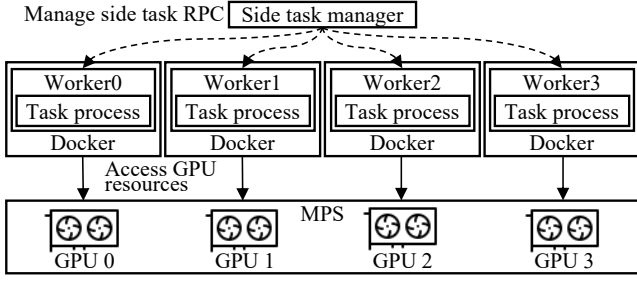 Manage side task RPC
Side task manager
Worker0
Worker1
Worker2
Worker3
Task process
Task process
Task process
Task process
Docker
Docker
Docker
Docker
Access GPU
resources
MPS
GPU 0
GPU 1
GPU 2
GPU 3